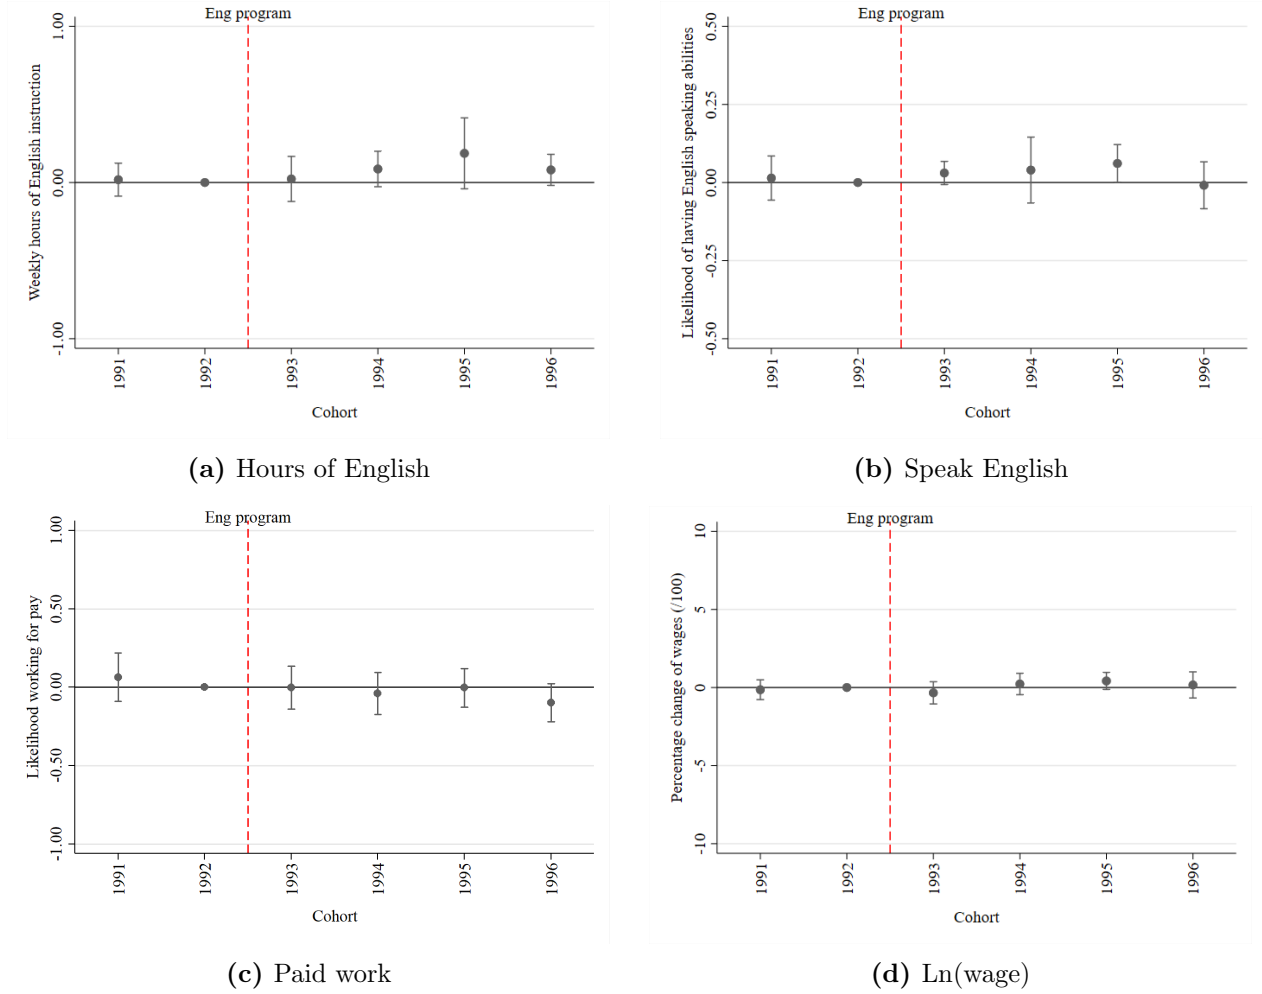 Eng program
Weekly hours of English instruction
1.00
0.00
-1.00
1991 1992 1993 1994 1995 1996
Cohort
(a) Hours of English
Eng program
Likelihood of having English speaking abilities
0.50
0.25
0.00
-0.25
-0.50
1991 1992 1993 1994 1995 1996
Cohort
(b) Speak English
Eng program
Likelihood working for pay
1.00
0.50
0.00
-0.50
-1.00
1991 1992 1993 1994 1995 1996
Cohort
(c) Paid work
Eng program
Percentage change of wages (/100)
10
5
0
-5
-10
1991 1992 1993 1994 1995 1996
Cohort
(d) Ln(wage)